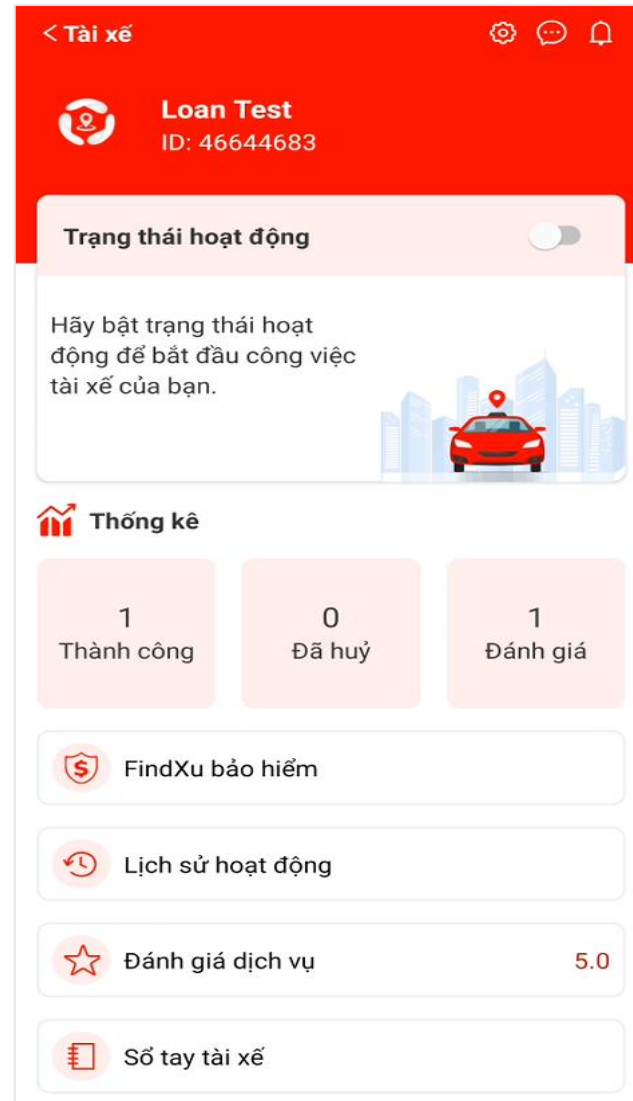 < Tài xế
Loan Test
ID: 46644683
Trạng thái hoạt động
Hãy bật trạng thái hoạt
động để bắt đầu công việc
tài xế của bạn.
Thống kê
1
Thành công
0
Đã huỷ
1
Đánh giá
FindXu bảo hiểm
Lịch sử hoạt động
Đánh giá dịch vụ 5.0
Sổ tay tài xế